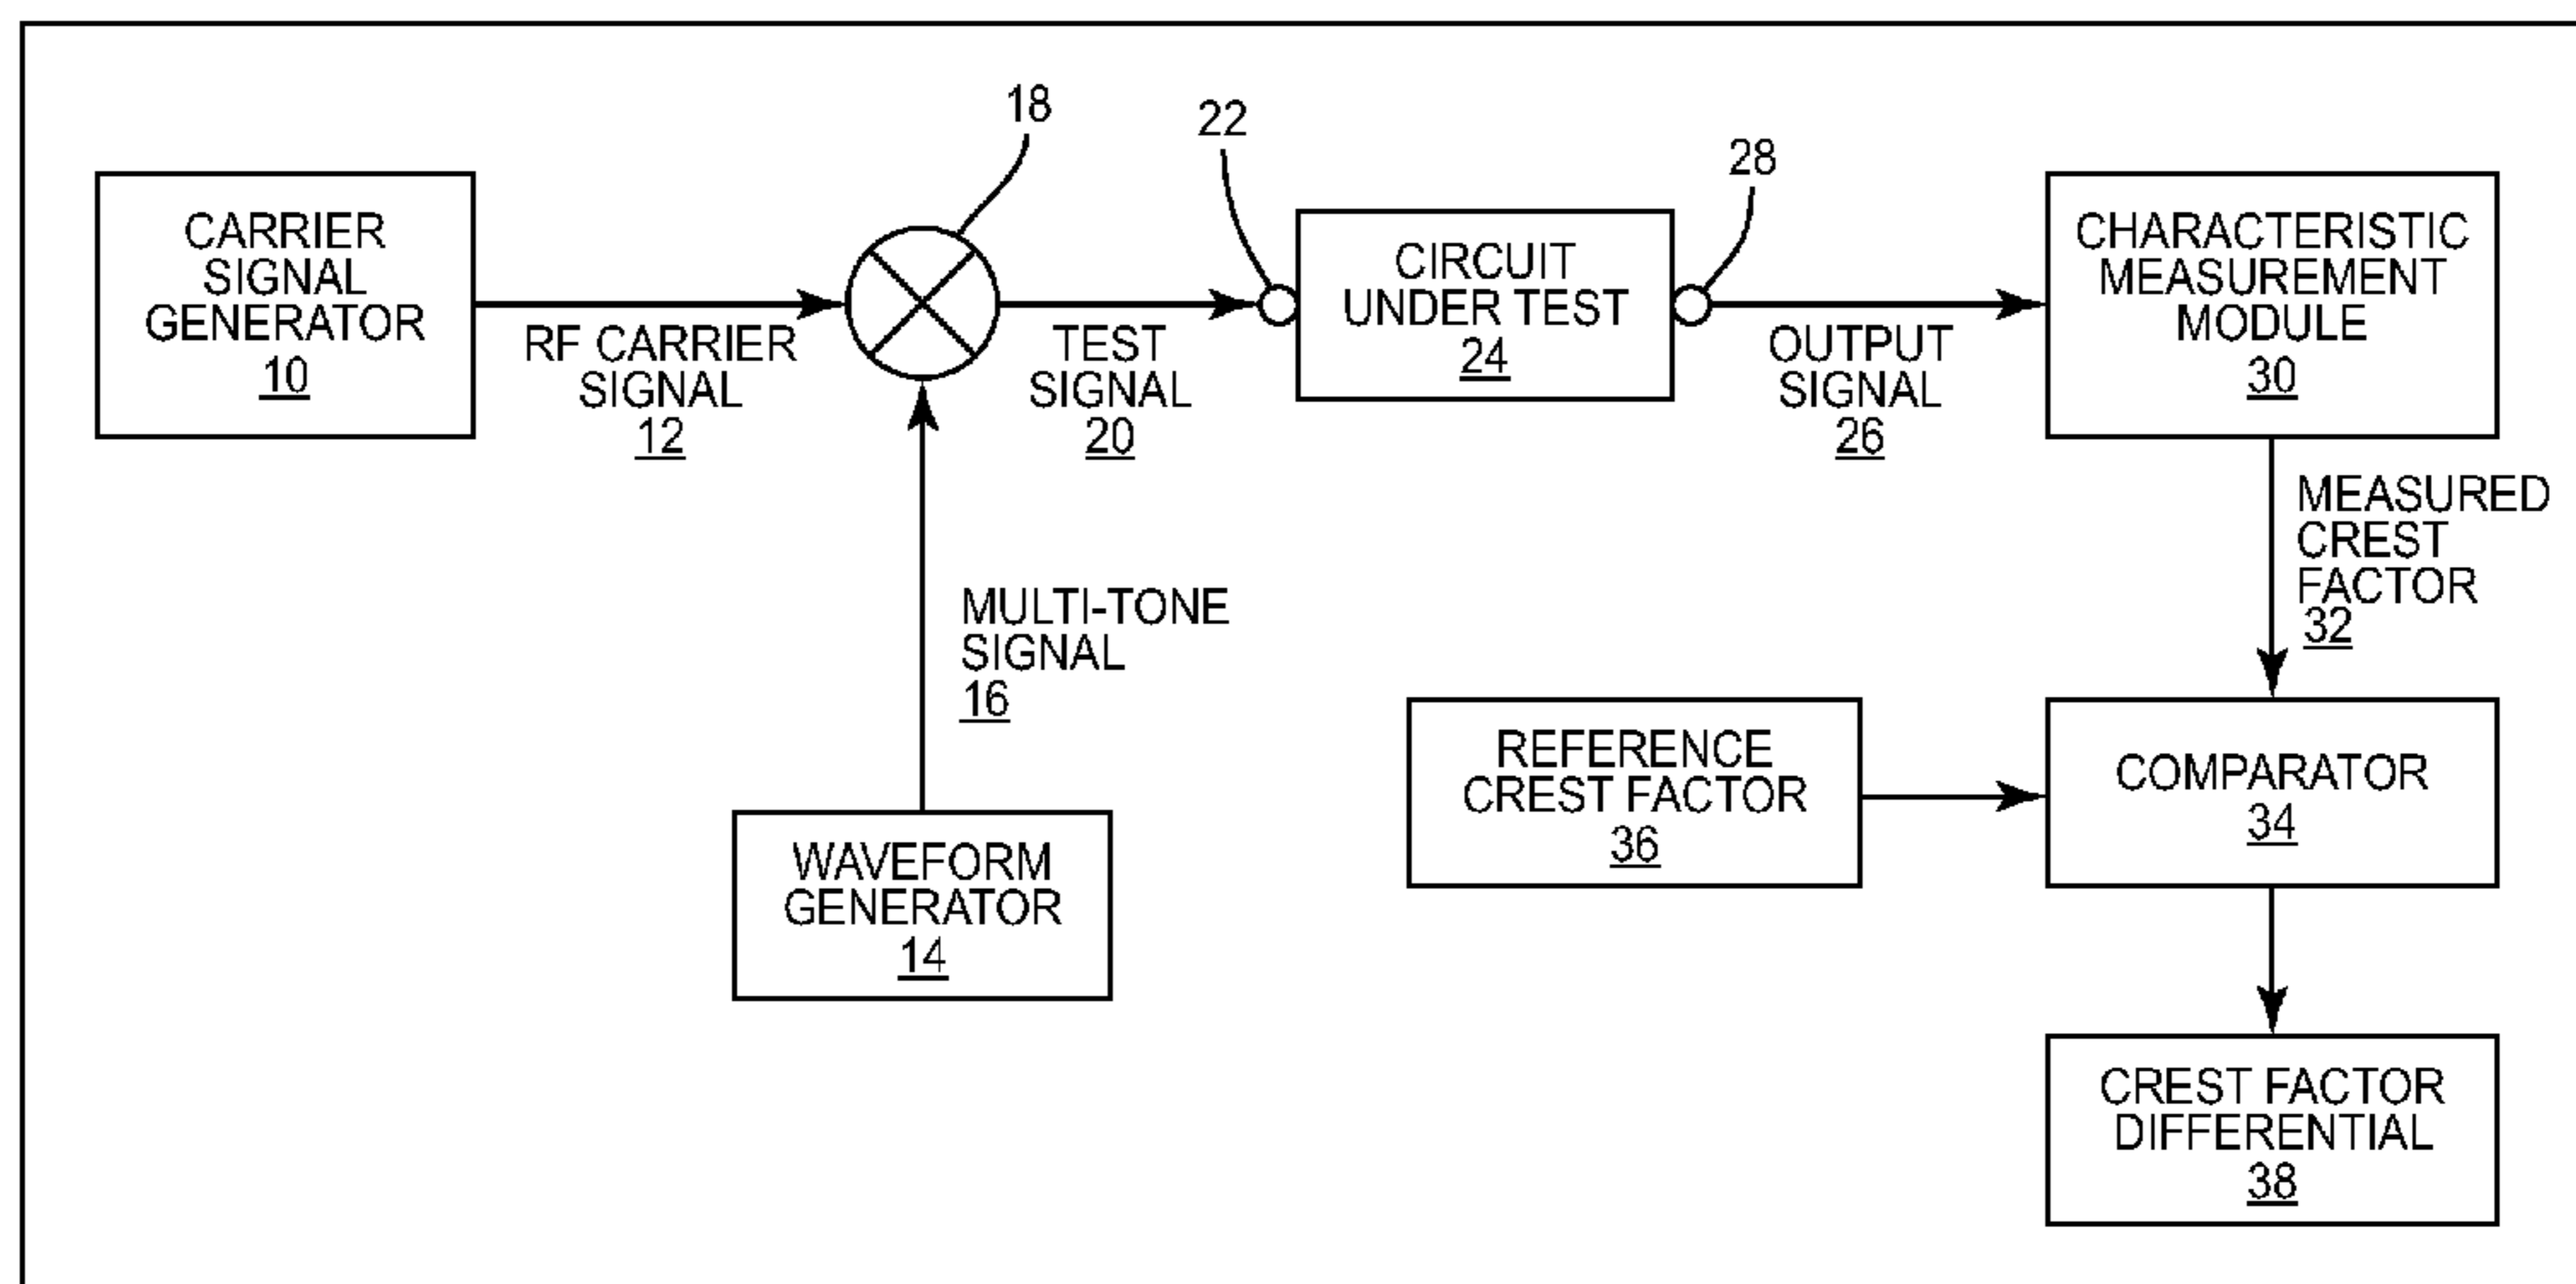 18
22
28
CARRIER
SIGNAL
GENERATOR
10
RF CARRIER
SIGNAL
12
TEST
SIGNAL
20
CIRCUIT
UNDER TEST
24
OUTPUT
SIGNAL
26
CHARACTERISTIC
MEASUREMENT
MODULE
30
MEASURED
CREST
FACTOR
32
MULTI-TONE
SIGNAL
16
WAVEFORM
GENERATOR
14
REFERENCE
CREST FACTOR
36
COMPARATOR
34
CREST FACTOR
DIFFERENTIAL
38